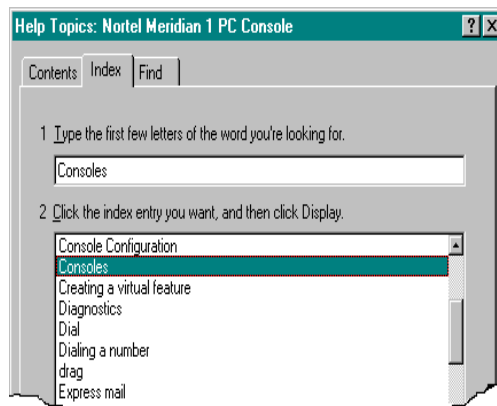 Help Topics: Nortel Meridian 1 PC Console
Contents Index Find
1 Type the first few letters of the word you're looking for.
Consoles
2 Click the index entry you want, and then click Display.
Console Configuration
Consoles
Creating a virtual feature
Diagnostics
Dial
Dialing a number
drag
Express mail